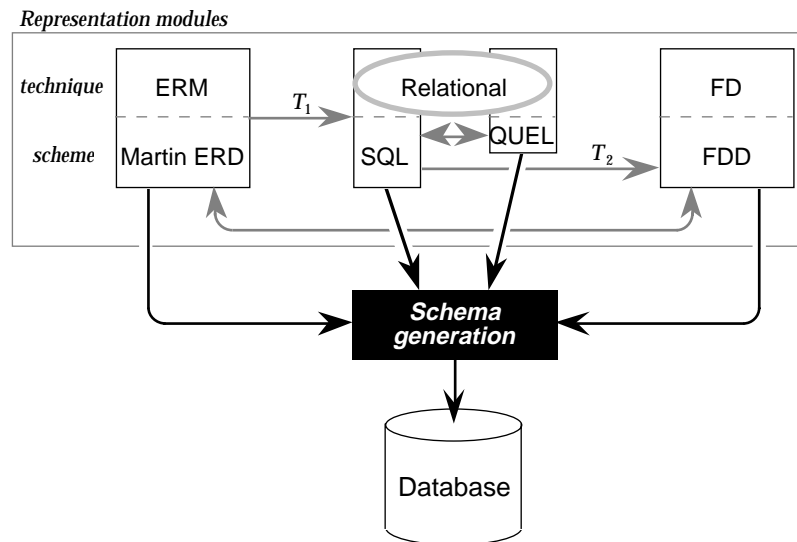 Representation modules
technique ERM Relational FD
T1
scheme Martin ERD SQL QUEL T2 FDD
Schema
generation
Database